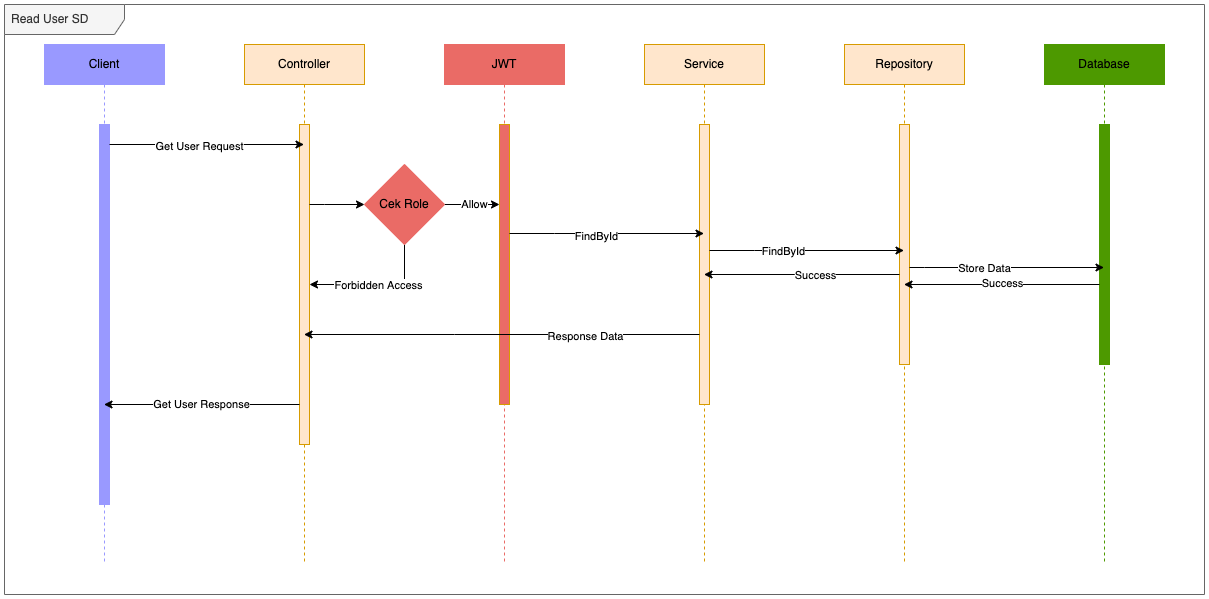 Read User SD
Client
Controller
JWT
Service
Repository
Database
Get User Request
Cek Role
Allow
FindById
FindById
Store Data
Success
Success
Forbidden Access
Response Data
Get User Response